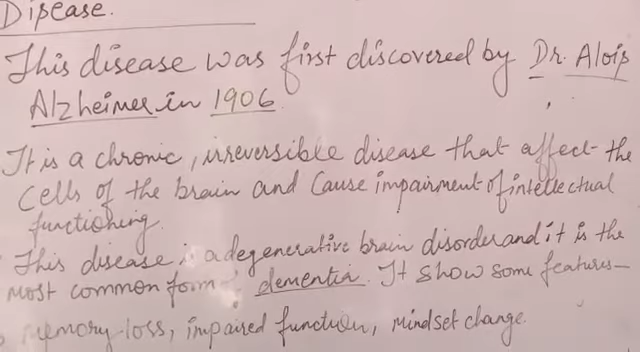 Disease.
This disease was first discovered by Dr. Alois
Alzheimer in 1906
It is a chronic, irreversible disease that affect the
Cells of the brain and Cause impairment of intellectual
functioning.
This disease is a degenerative brain disorder and it is the
most common form dementia. It show some features-
memory loss, impaired function, mindset change.